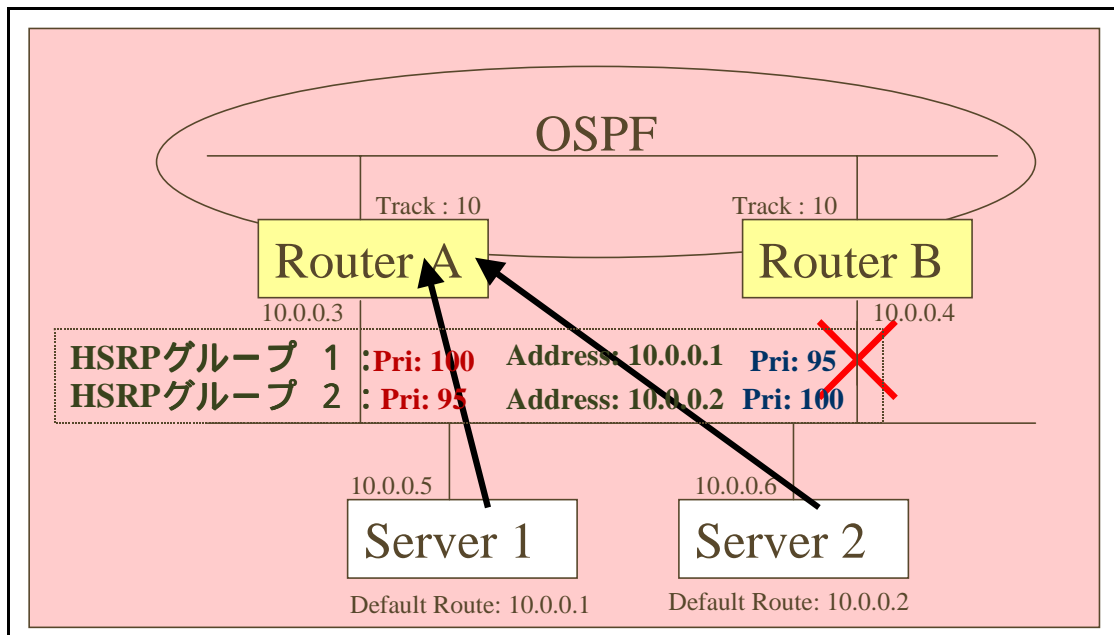 OSPF
Track : 10
Track : 10
Router A
Router B
10.0.0.3
10.0.0.4
HSRPグループ 1 : Pri: 100 Address: 10.0.0.1 Pri: 95
HSRPグループ 2 : Pri: 95 Address: 10.0.0.2 Pri: 100
10.0.0.5
10.0.0.6
Server 1
Server 2
Default Route: 10.0.0.1
Default Route: 10.0.0.2